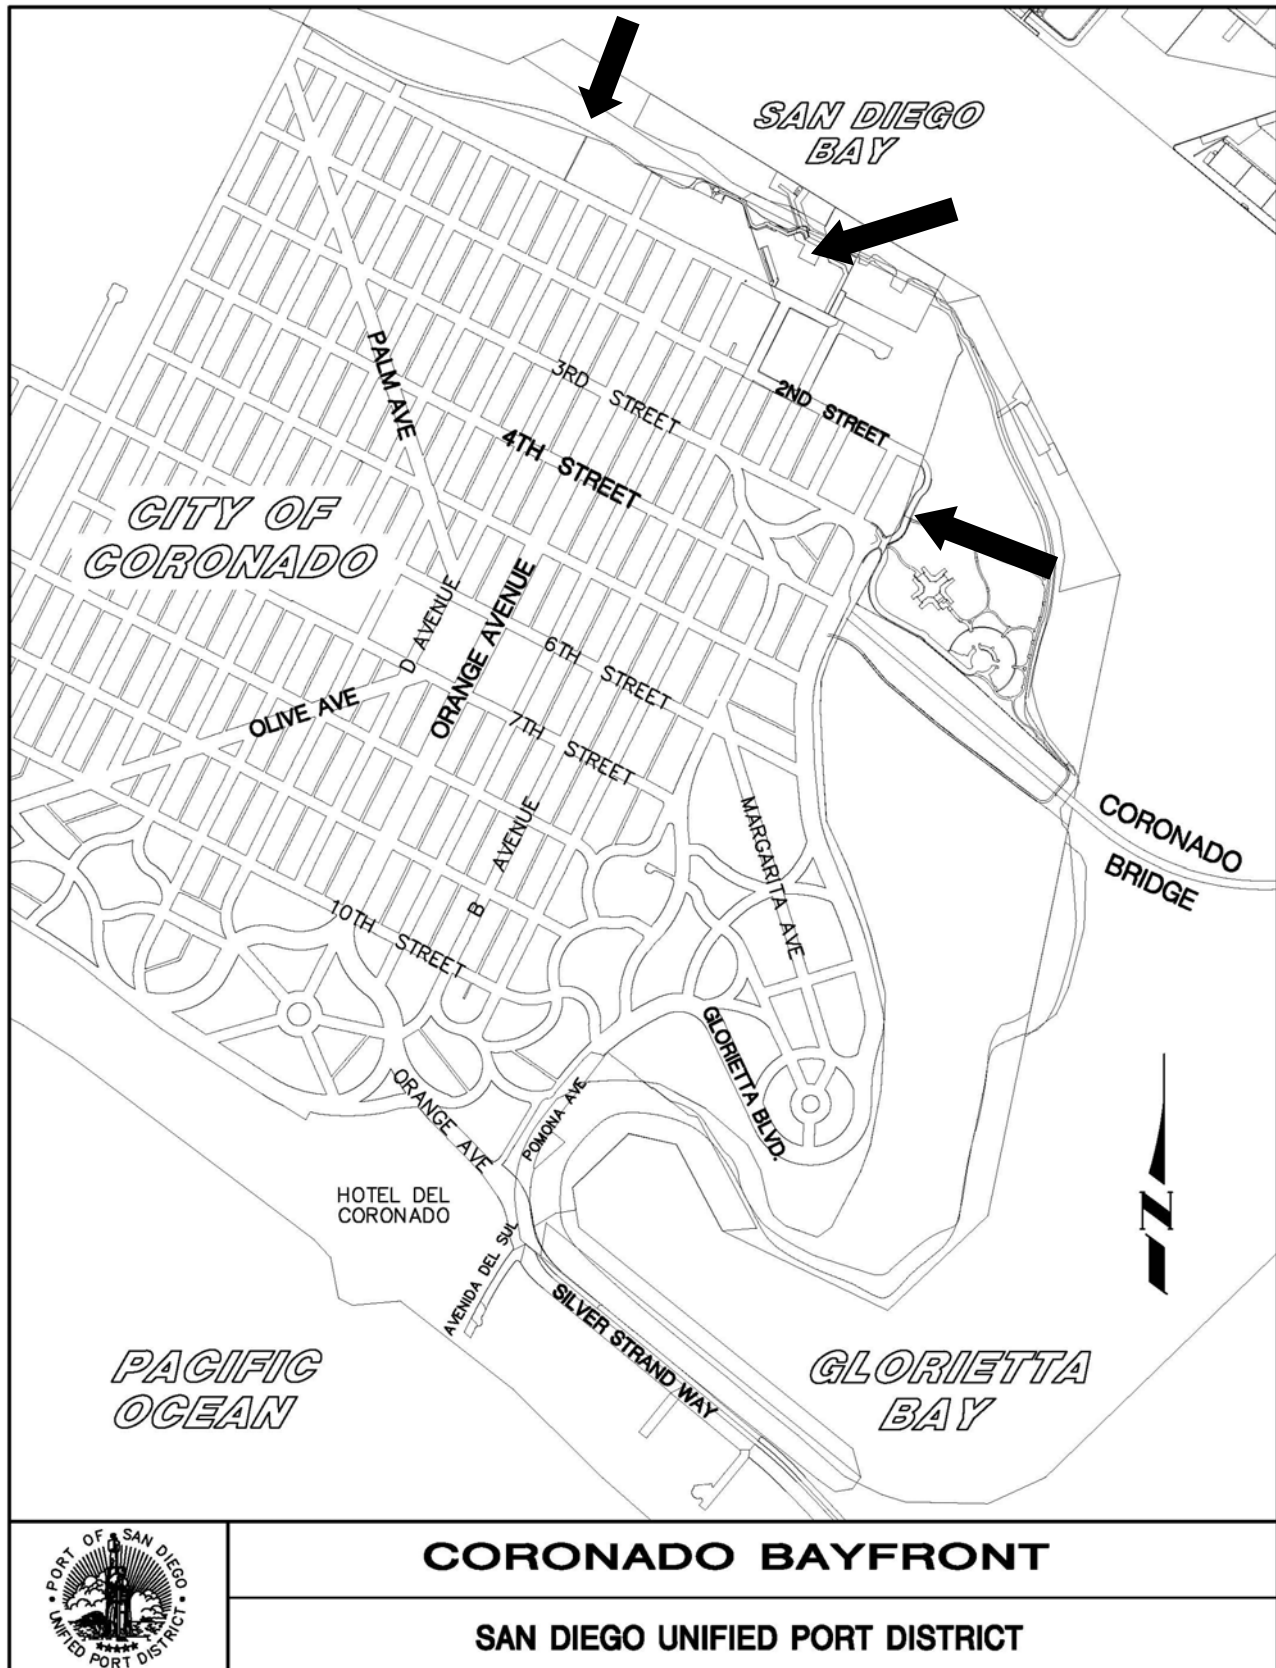 SAN DIEGO
BAY
PALM AVE
3RD STREET
2ND STREET
4TH STREET
CITY OF
CORONADO
D AVENUE
ORANGE AVENUE
6TH STREET
OLIVE AVE
7TH STREET
MARGARITA AVE
CORONADO
BRIDGE
B AVENUE
10TH STREET
GLORIETTA BLVD.
ORANGE AVE
POMONA AVE
HOTEL DEL
CORONADO
N
AVENIDA DEL SUL
SILVER STRAND WAY
PACIFIC
OCEAN
GLORIETTA
BAY
PORT OF SAN DIEGO
UNIFIED PORT DISTRICT
CORONADO BAYFRONT
SAN DIEGO UNIFIED PORT DISTRICT